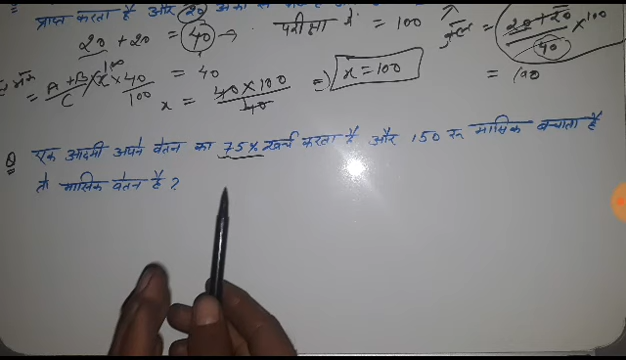 प्राप्त करता है और 20 अंकों से
20 + 20 = 40 → परीक्षा में = 100
20 + 20 / 40 × 100
= 100
A + B / C × 100
x × 40 / 100 = 40
x = 40 × 100 / 40 ⇒ x = 100
Q एक आदमी अपने वेतन का 75% खर्च करता है और 150 रु मासिक बचाता है
तो मासिक वेतन है ?